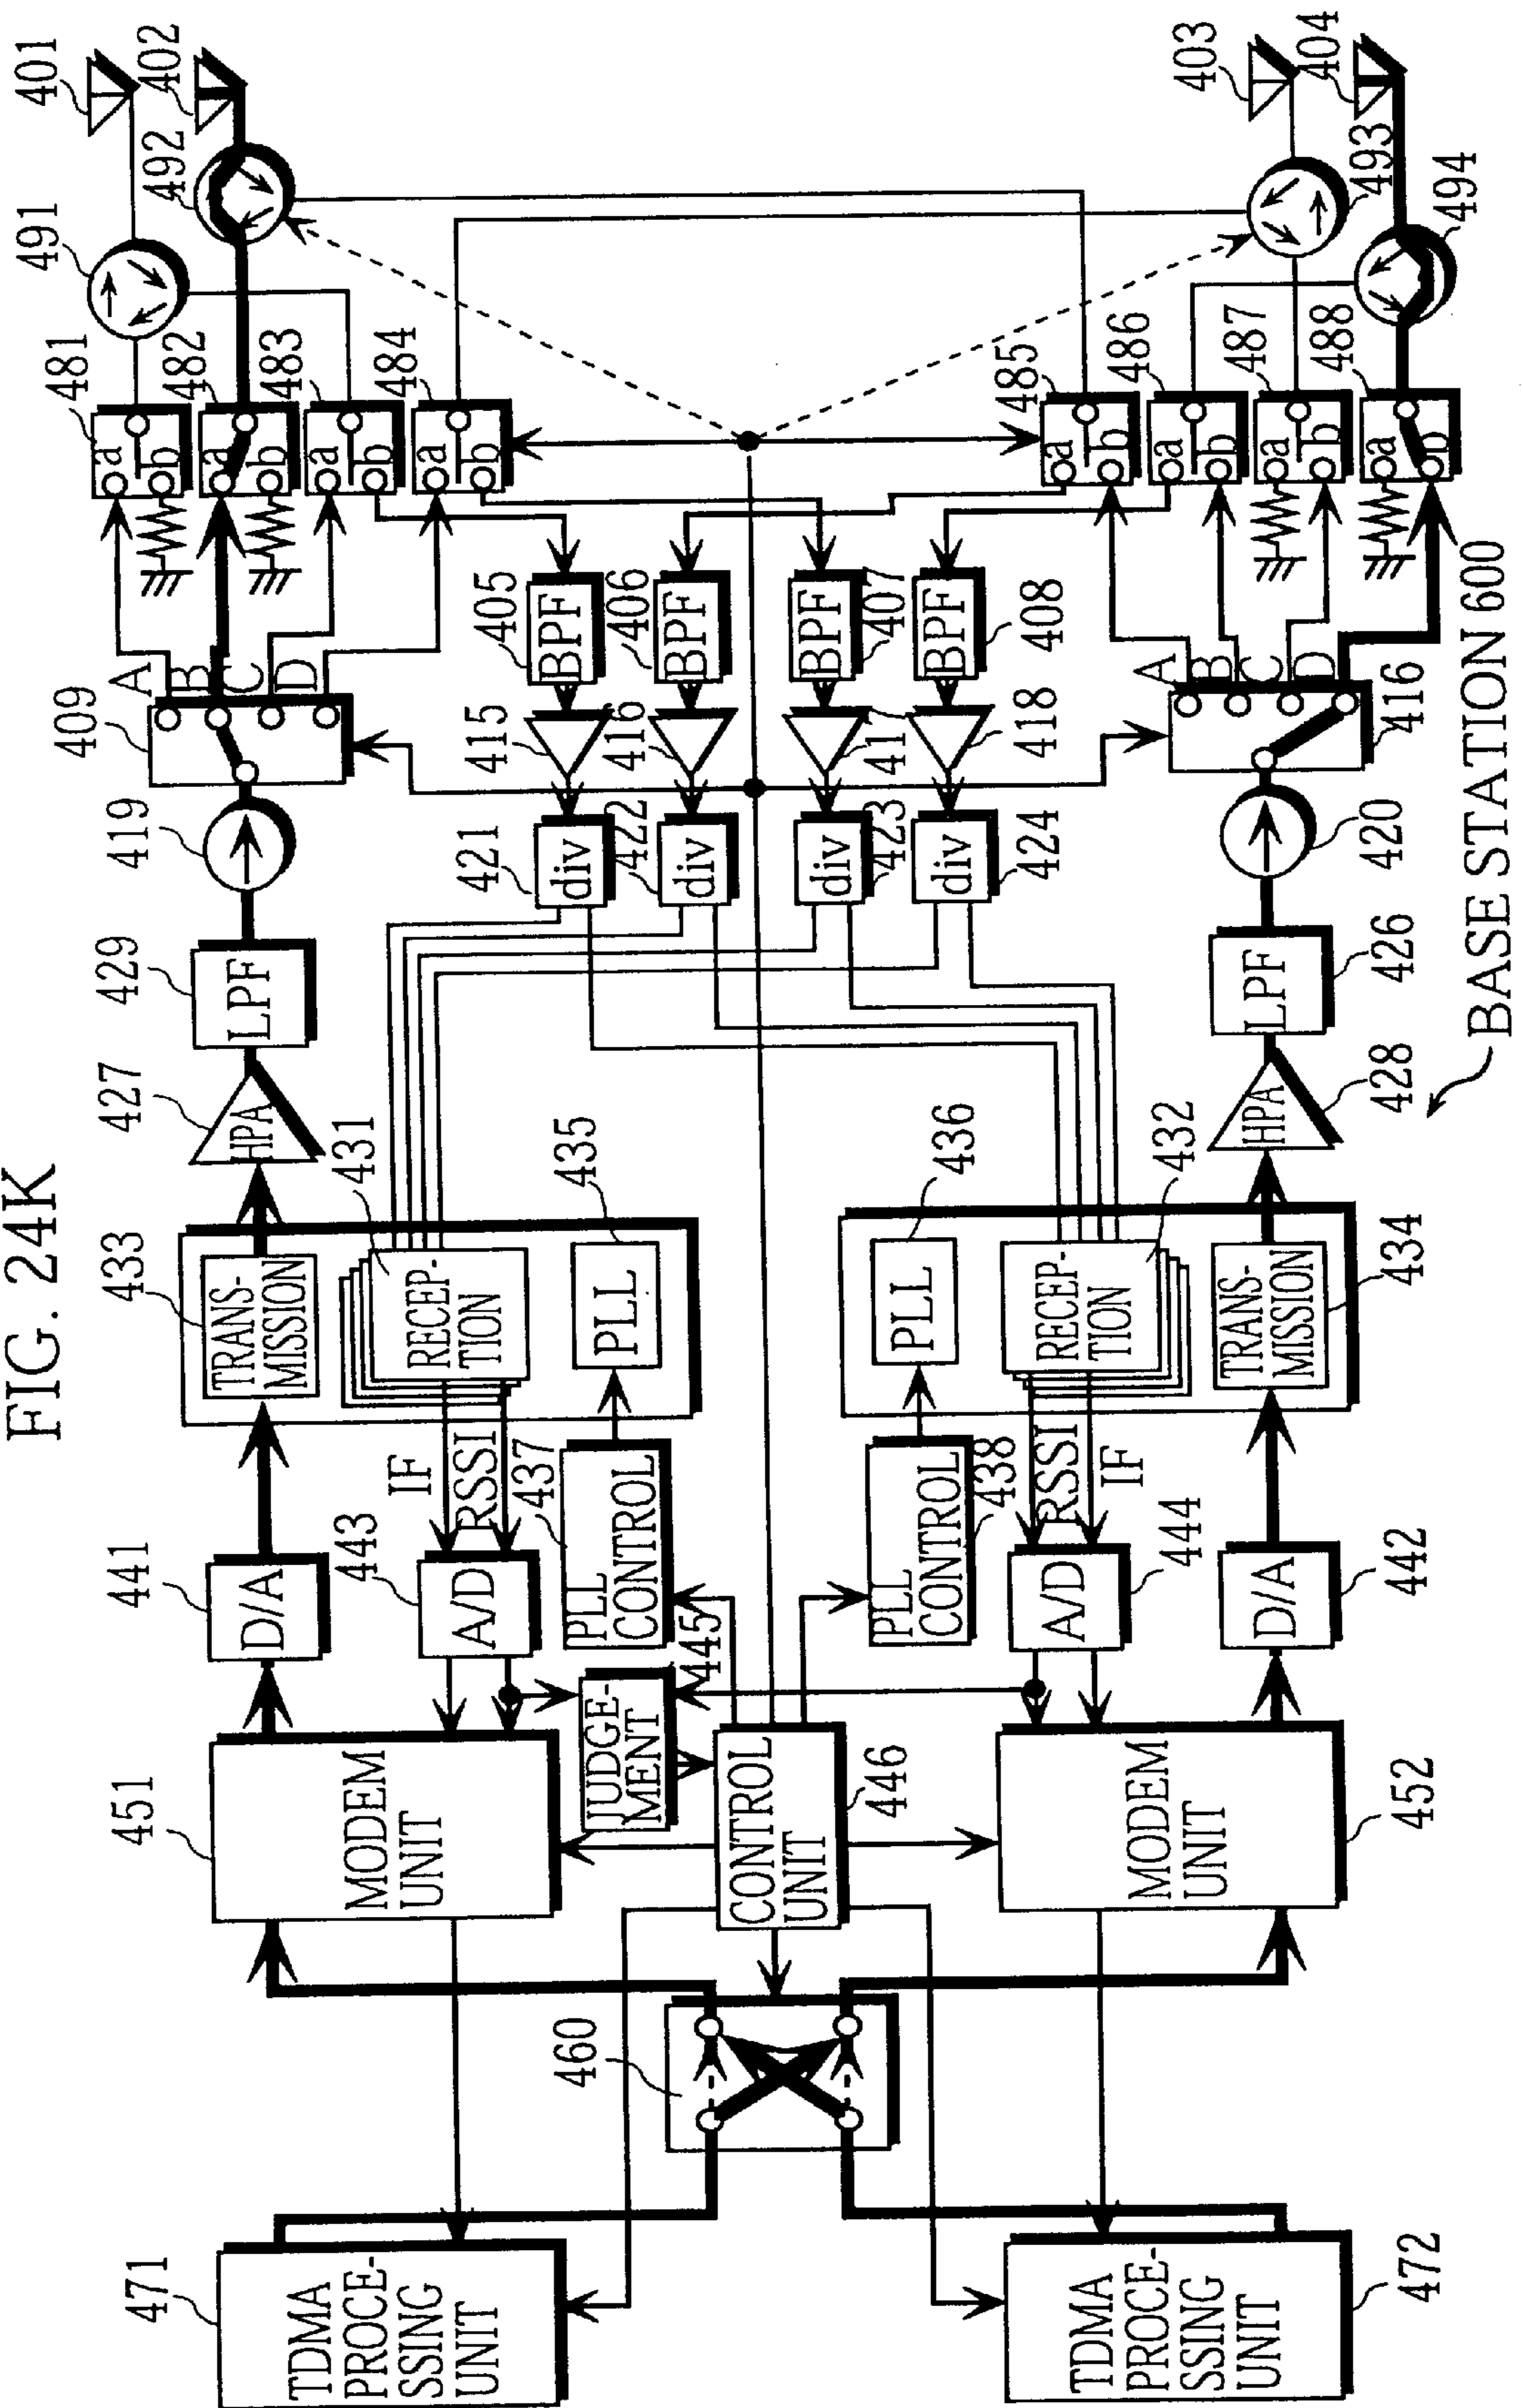 FIG. 24K
401
402
491
492
481
482
483
484
a
b
a
b
a
b
a
b
409
A
B
C
D
419
429
LPF
427
HPA
433
TRANS-
MISSION
431
RECEP-
TION
435
PLL
441
D/A
IF
RSSI
443
A/D
437
PLL
CONTROL
445
JUDGE-
MENT
451
MODEM
UNIT
471
TDMA
PROCE-
SSING
UNIT
405
BPF
406
BPF
BPF
407
BPF
408
415
416
417
418
421
div
422
div
div
423
div
424
460
CONTROL
UNIT
446
403
404
493
494
485
486
487
488
a
b
a
b
a
b
a
b
A
B
C
D
416
420
LPF
426
HPA
428
436
PLL
432
RECEP-
TION
TRANS-
MISSION
434
PLL
CONTROL
438
RSSI
IF
A/D
444
D/A
442
MODEM
UNIT
452
TDMA
PROCE-
SSING
UNIT
472
BASE STATION 600